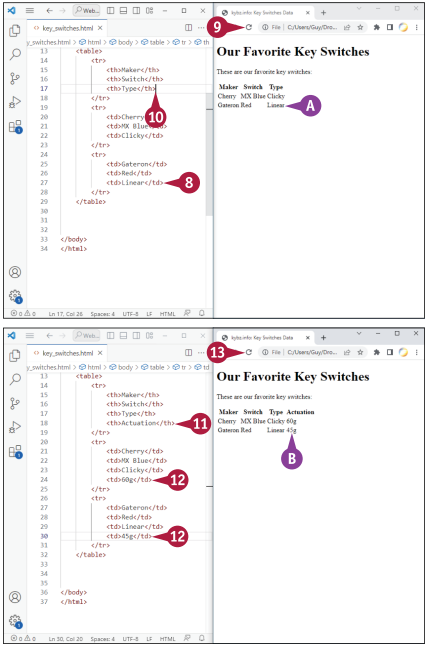 Web...
key_switches.html
y_switches.html > html > body > table > tr > th
13 <table>
14 <tr>
15 <th>Maker</th>
16 <th>Switch</th>
17 <th>Type</th>
18 </tr>
19 <tr>
20 <td>Cherry
21 <td>MX Blue</td>
22 <td>Clicky</td>
23 </tr>
24 <tr>
25 <td>Gateron</td>
26 <td>Red</td>
27 <td>Linear</td>
28 </tr>
29 </table>
30
31
32
33 </body>
34 </html>
10
8
0 0 Ln 17, Col 26 Spaces: 4 UTF-8 LF HTML
kybs.info Key Switches Data
9
File C:/Users/Guy/Dro...
Our Favorite Key Switches
These are our favorite key switches:
Maker Switch Type
Cherry MX Blue Clicky
Gateron Red Linear
A
Web...
key_switches.html
y_switches.html > html > body > table > tr > td
13 <table>
14 <tr>
15 <th>Maker</th>
16 <th>Switch</th>
17 <th>Type</th>
18 <th>Actuation</th>
19 </tr>
20 <tr>
21 <td>Cherry</td>
22 <td>MX Blue</td>
23 <td>Clicky</td>
24 <td>60g</td>
25 </tr>
26 <tr>
27 <td>Gateron</td>
28 <td>Red</td>
29 <td>Linear</td>
30 <td>45g</td>
31 </tr>
32 </table>
33
34
35
36 </body>
37 </html>
11
12
12
0 0 Ln 30, Col 20 Spaces: 4 UTF-8 LF HTML
kybs.info Key Switches Data
13
File C:/Users/Guy/Dro...
Our Favorite Key Switches
These are our favorite key switches:
Maker Switch Type Actuation
Cherry MX Blue Clicky 60g
Gateron Red Linear 45g
B